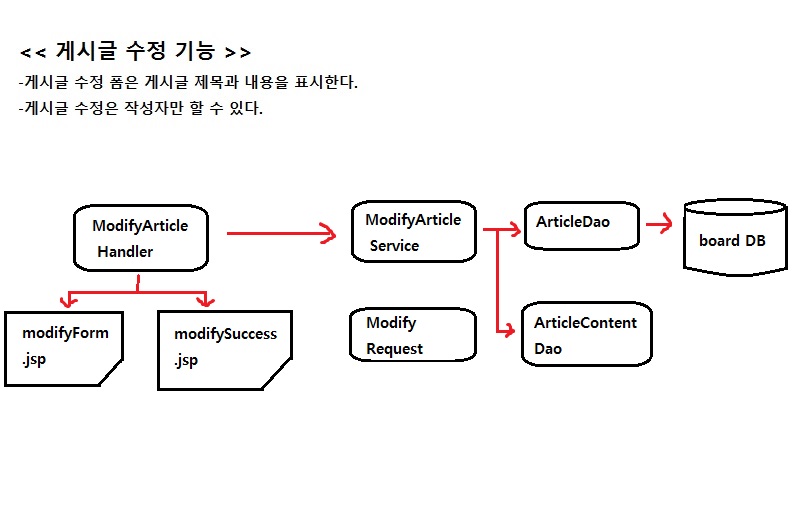 << 게시글 수정 기능 >>
-게시글 수정 폼은 게시글 제목과 내용을 표시한다.
-게시글 수정은 작성자만 할 수 있다.
ModifyArticle
Handler
ModifyArticle
Service
ArticleDao
board DB
modifyForm
.jsp
modifySuccess
.jsp
Modify
Request
ArticleContent
Dao